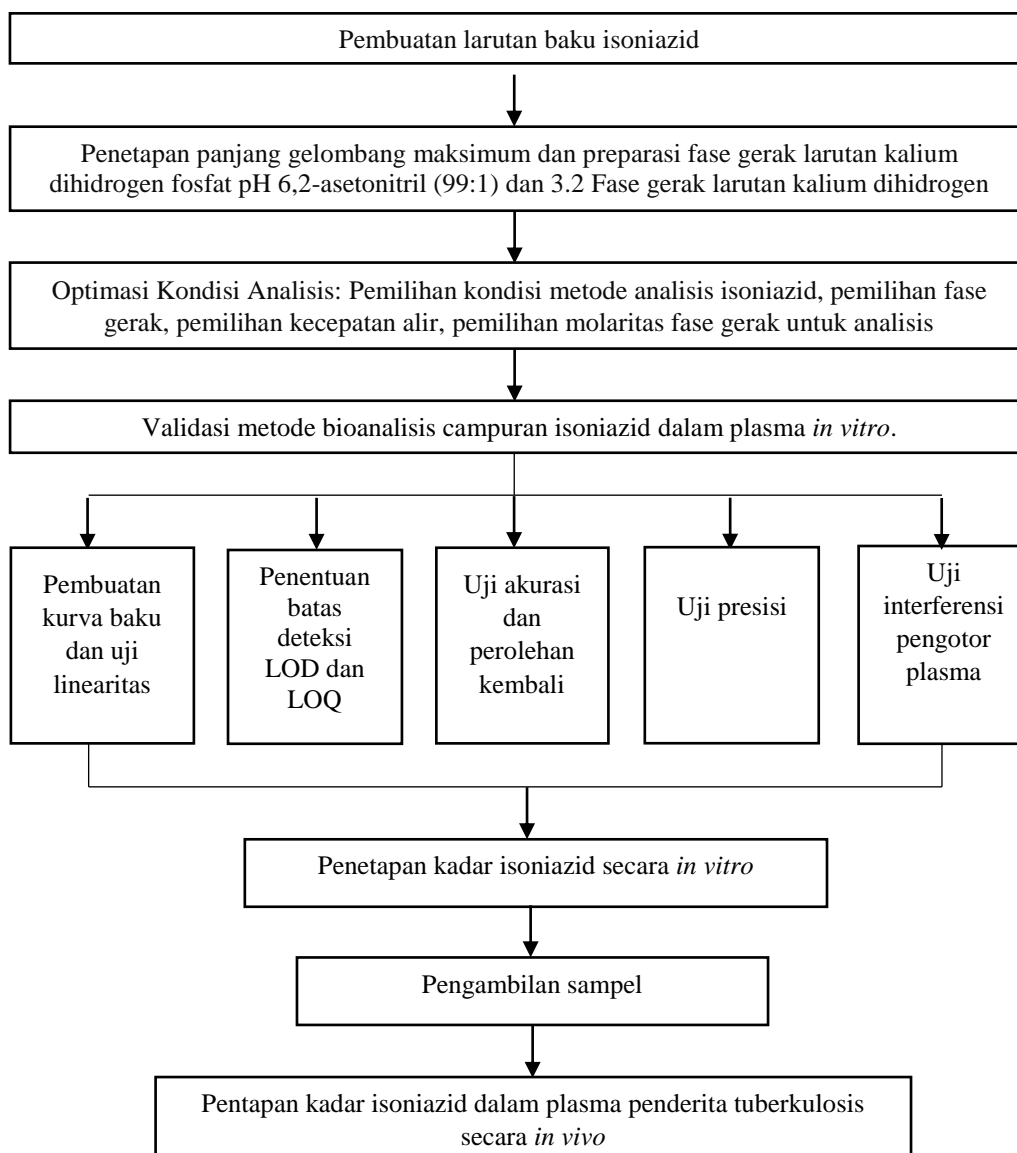 Pembuatan larutan baku isoniazid
Penetapan panjang gelombang maksimum dan preparasi fase gerak larutan kalium
dihidrogen fosfat pH 6,2-asetonitril (99:1) dan 3.2 Fase gerak larutan kalium dihidrogen
Optimasi Kondisi Analisis: Pemilihan kondisi metode analisis isoniazid, pemilihan fase
gerak, pemilihan kecepatan alir, pemilihan molaritas fase gerak untuk analisis
Validasi metode bioanalisis campuran isoniazid dalam plasma in vitro.
Pembuatan
kurva baku
dan uji
linearitas
Penentuan
batas
deteksi
LOD dan
LOQ
Uji akurasi
dan
perolehan
kembali
Uji presisi
Uji
interferensi
pengotor
plasma
Penetapan kadar isoniazid secara in vitro
Pengambilan sampel
Pentapan kadar isoniazid dalam plasma penderita tuberkulosis
secara in vivo